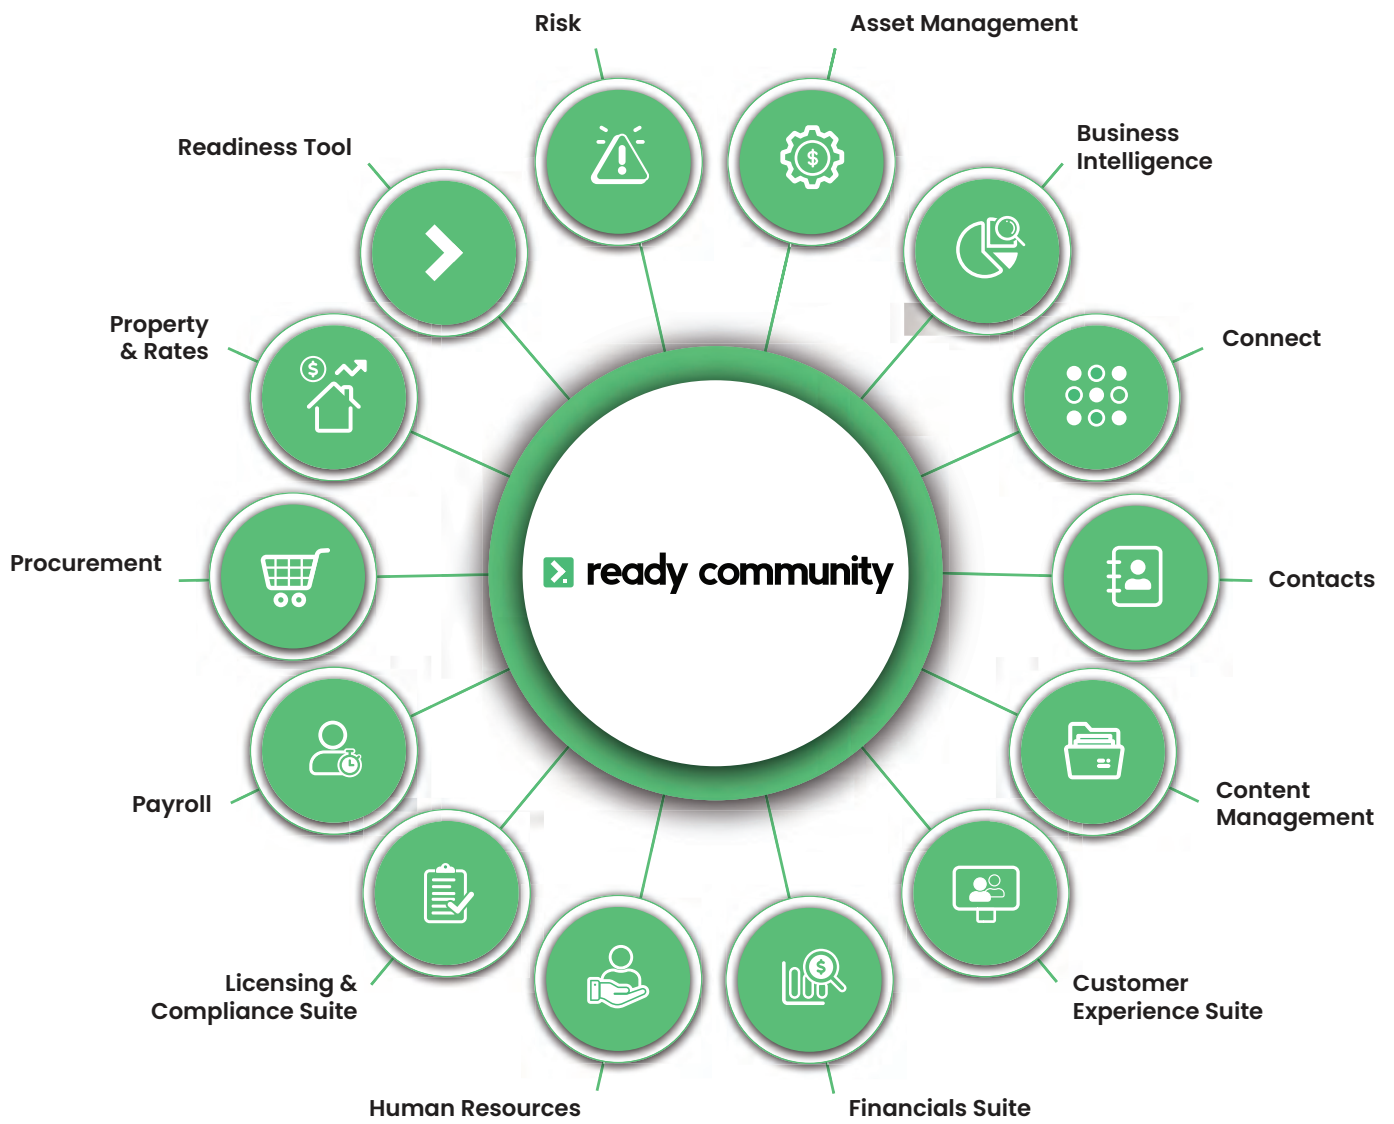 Risk
Asset Management
Business
Intelligence
Connect
Contacts
Content
Management
Customer
Experience Suite
Financials Suite
Human Resources
Licensing &
Compliance Suite
Payroll
Procurement
Property
& Rates
Readiness Tool
ready community
$
$
$